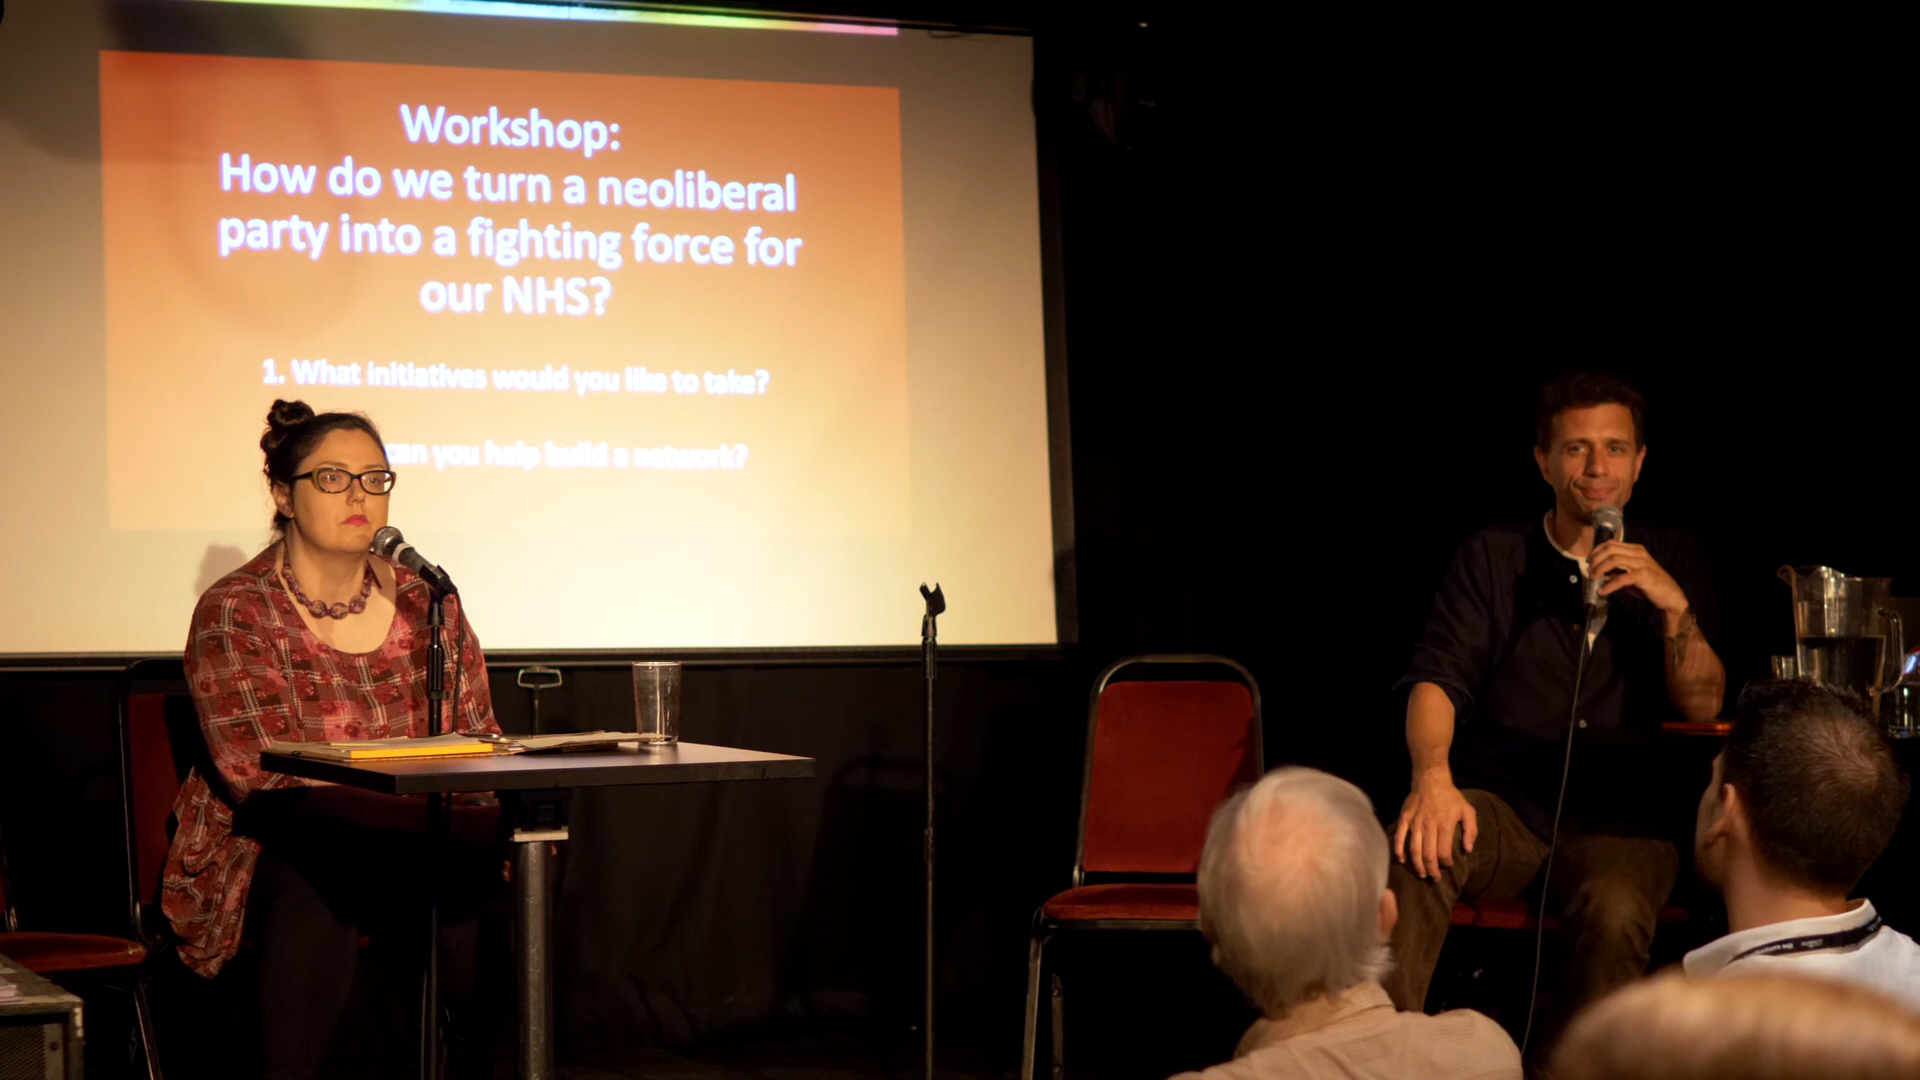 Workshop:
How do we turn a neoliberal
party into a fighting force for
our NHS?
1. What initiatives would you like to take?
can you help build a network?